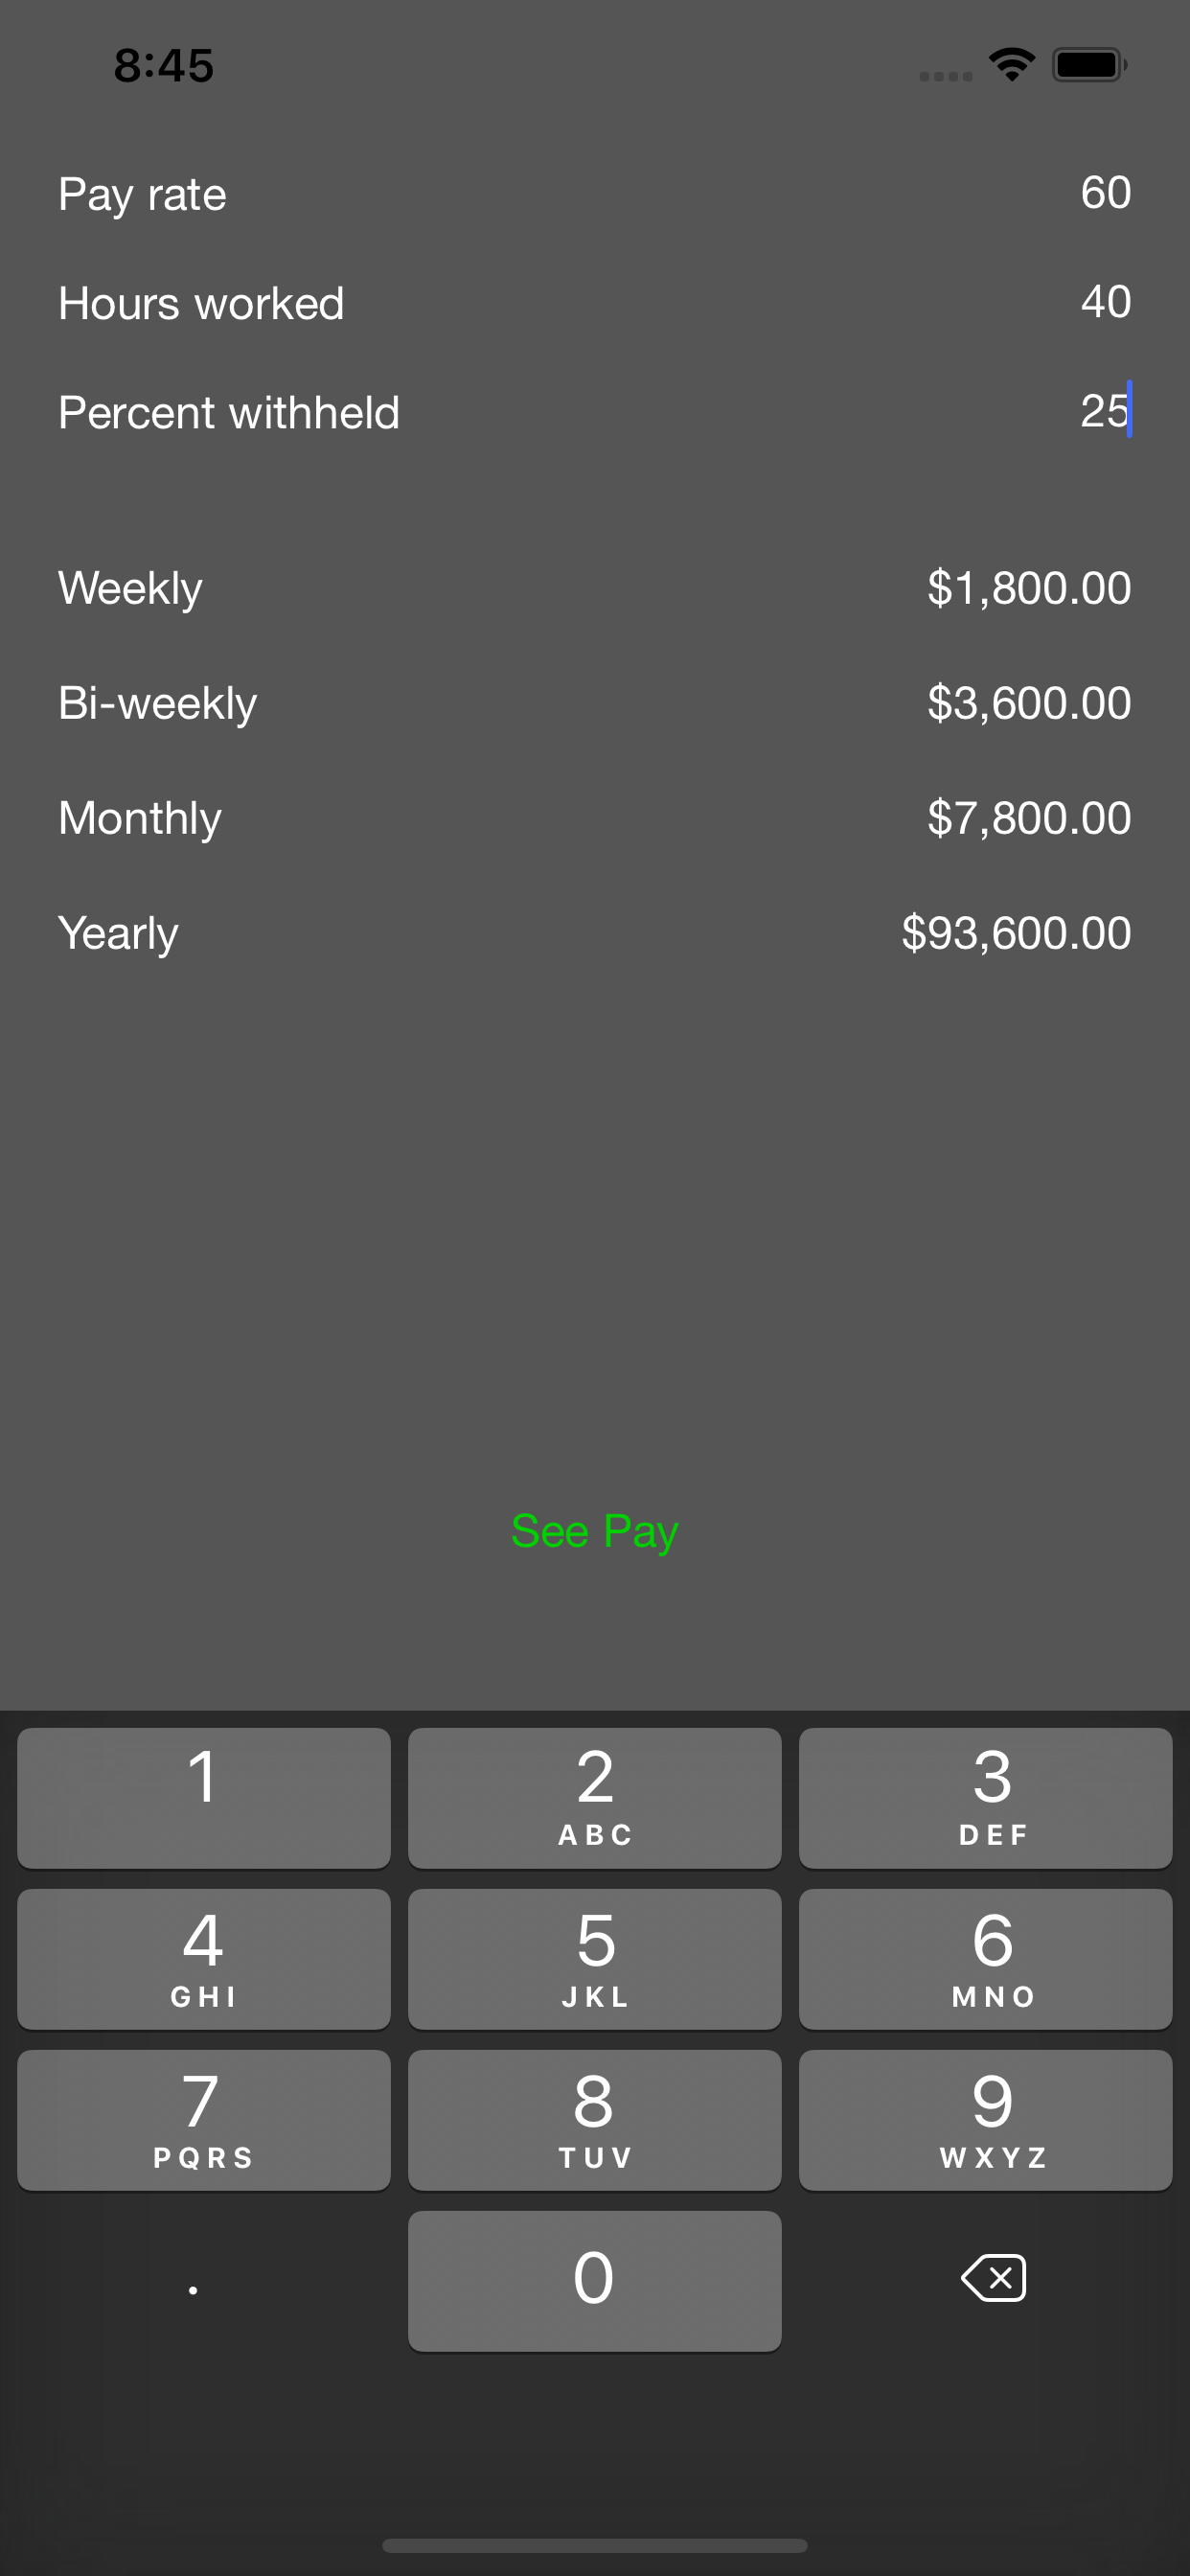 8:45
Pay rate 60
Hours worked 40
Percent withheld 25
Weekly $1,800.00
Bi-weekly $3,600.00
Monthly $7,800.00
Yearly $93,600.00
See Pay
1 2 3
ABC DEF
4 5 6
GHI JKL MNO
7 8 9
PQRS TUV WXYZ
. 0